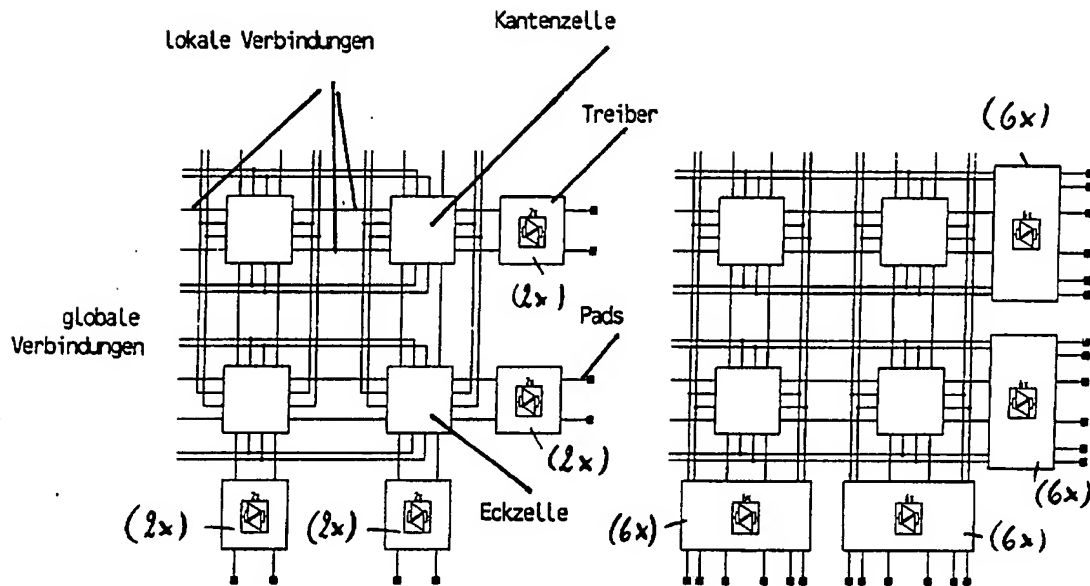 Kantenzelle
lokale Verbindungen
Treiber
(6x)
(2x)
globale
Verbindungen
Pads
(2x)
(6x)
Eckzelle
(2x)
(2x)
(6x)
(6x)